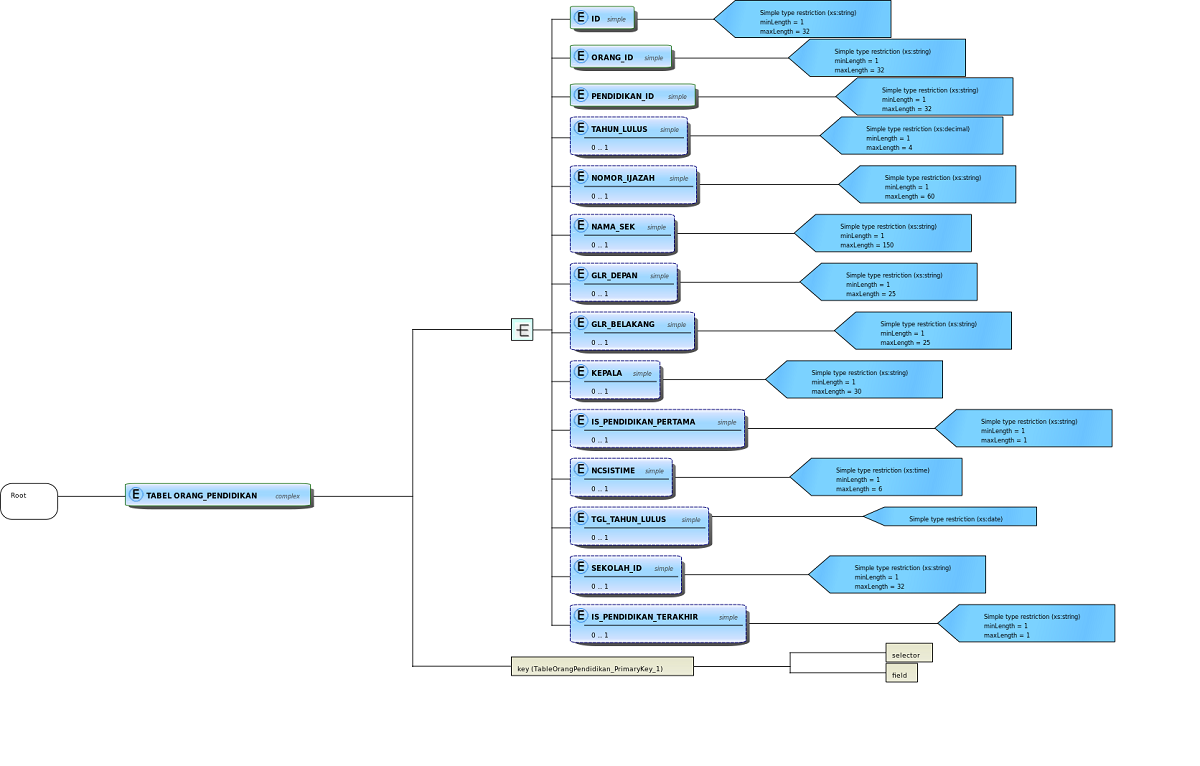 E ID simple
Simple type restriction (xs:string)
minLength = 1
maxLength = 32
E ORANG_ID simple
Simple type restriction (xs:string)
minLength = 1
maxLength = 32
E PENDIDIKAN_ID simple
Simple type restriction (xs:string)
minLength = 1
maxLength = 32
E TAHUN_LULUS simple
0 .. 1
Simple type restriction (xs:decimal)
minLength = 1
maxLength = 4
E NOMOR_IJAZAH simple
0 .. 1
Simple type restriction (xs:string)
minLength = 1
maxLength = 60
E NAMA_SEK simple
0 .. 1
Simple type restriction (xs:string)
minLength = 1
maxLength = 150
E GLR_DEPAN simple
0 .. 1
Simple type restriction (xs:string)
minLength = 1
maxLength = 25
E GLR_BELAKANG simple
0 .. 1
Simple type restriction (xs:string)
minLength = 1
maxLength = 25
E KEPALA simple
0 .. 1
Simple type restriction (xs:string)
minLength = 1
maxLength = 30
E IS_PENDIDIKAN_PERTAMA simple
0 .. 1
Simple type restriction (xs:string)
minLength = 1
maxLength = 1
E NCSISTIME simple
0 .. 1
Simple type restriction (xs:time)
minLength = 1
maxLength = 6
Root
E TABEL ORANG_PENDIDIKAN complex
E TGL_TAHUN_LULUS simple
0 .. 1
Simple type restriction (xs:date)
E SEKOLAH_ID simple
0 .. 1
Simple type restriction (xs:string)
minLength = 1
maxLength = 32
E IS_PENDIDIKAN_TERAKHIR simple
0 .. 1
Simple type restriction (xs:string)
minLength = 1
maxLength = 1
key (TableOrangPendidikan_PrimaryKey_1)
selector
field